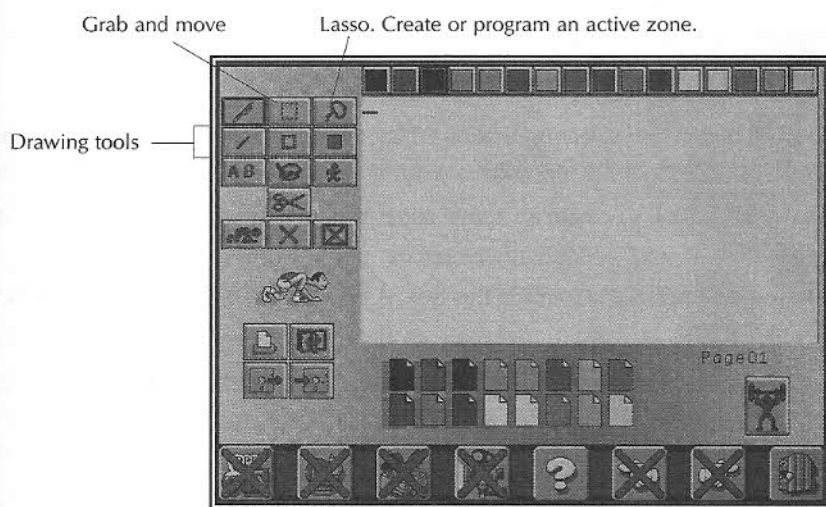 Grab and move
Lasso. Create or program an active zone.
Drawing tools
AB
Page01
?